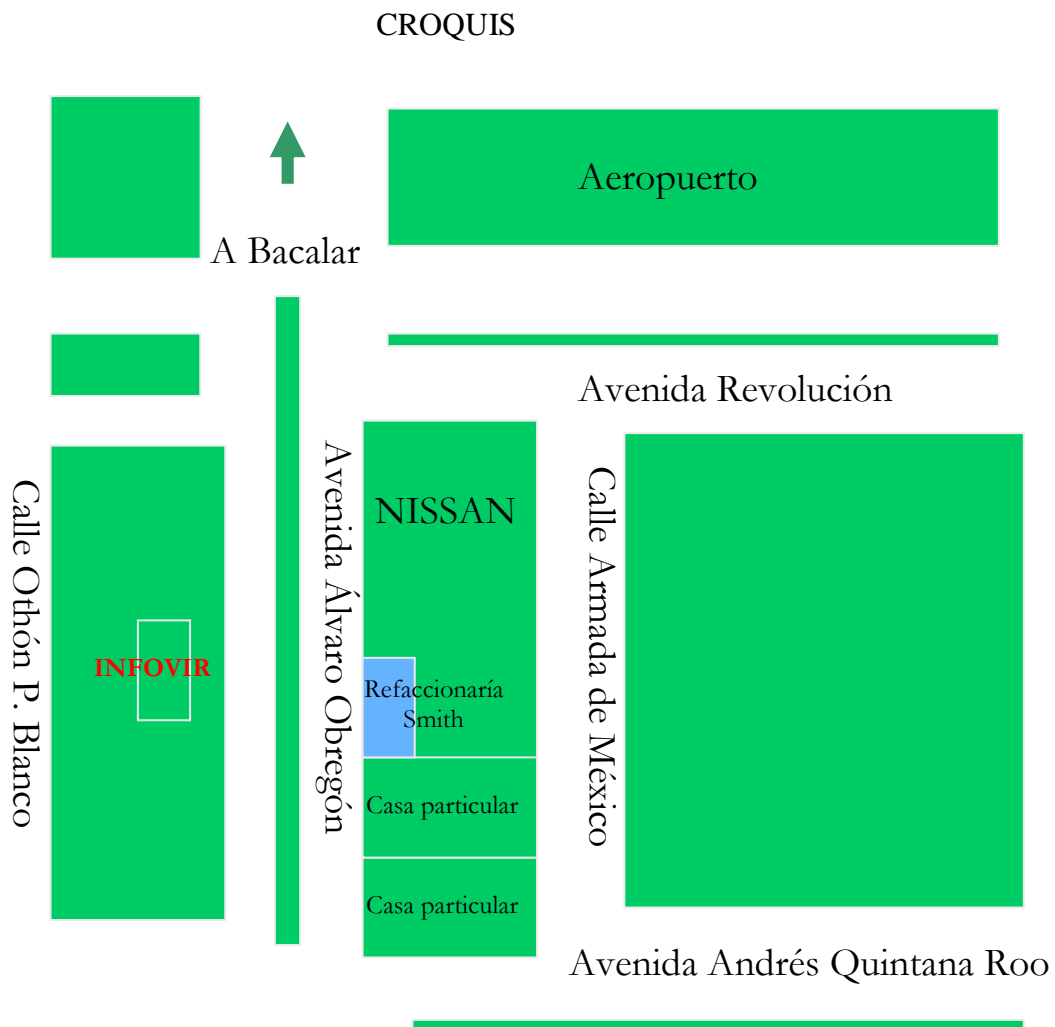 CROQUIS
Aeropuerto
A Bacalar
Avenida Revolución
Calle Othón P. Blanco
INFOVIR
Avenida Álvaro Obregón
NISSAN
Refaccionaría
Smith
Casa particular
Casa particular
Calle Armada de México
Avenida Andrés Quintana Roo